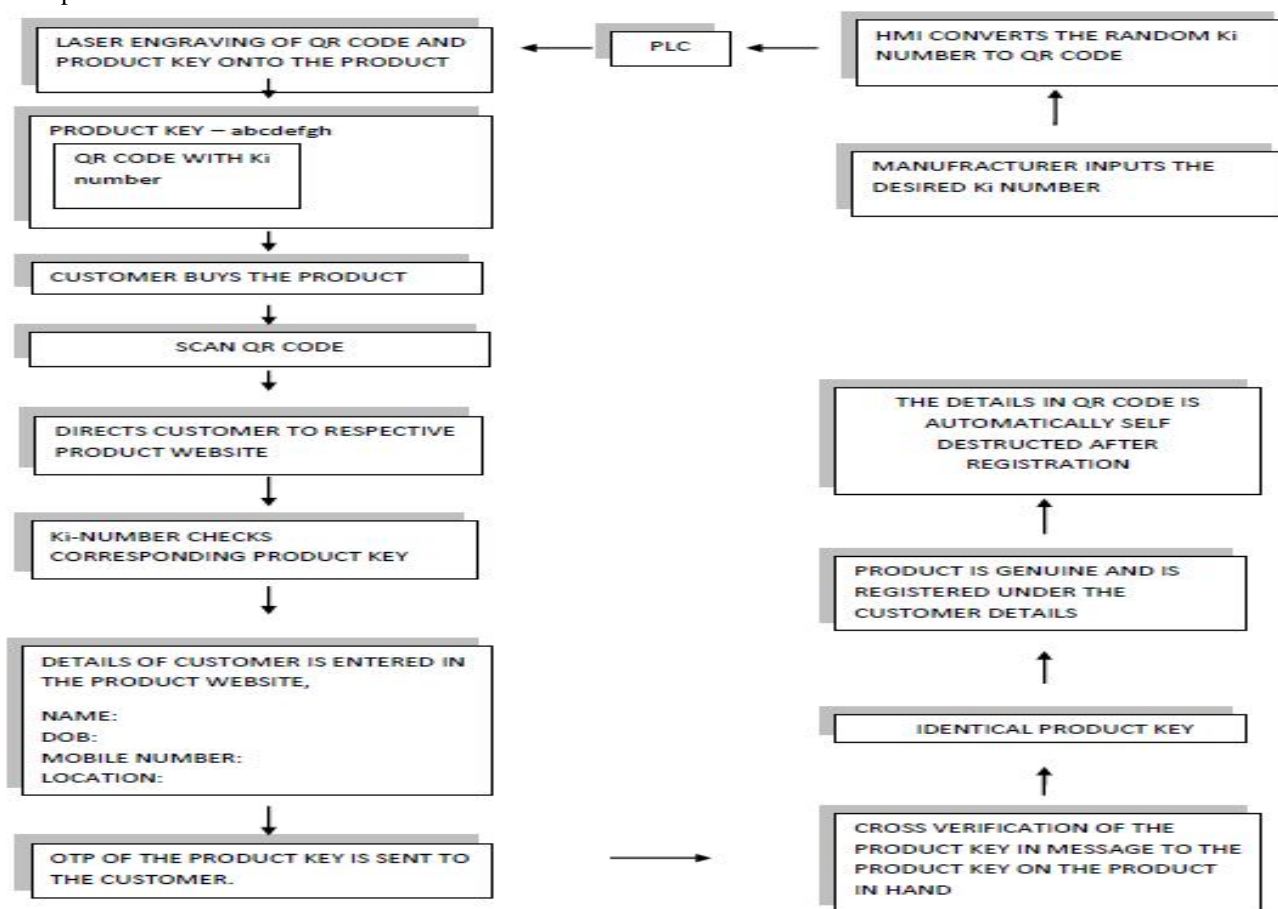 MANUFRACTURER INPUTS THE
DESIRED Ki NUMBER
HMI CONVERTS THE RANDOM Ki
NUMBER TO QR CODE
PLC
LASER ENGRAVING OF QR CODE AND
PRODUCT KEY ONTO THE PRODUCT
PRODUCT KEY – abcdefgh
QR CODE WITH Ki
number
CUSTOMER BUYS THE PRODUCT
SCAN QR CODE
DIRECTS CUSTOMER TO RESPECTIVE
PRODUCT WEBSITE
Ki-NUMBER CHECKS
CORRESPONDING PRODUCT KEY
DETAILS OF CUSTOMER IS ENTERED IN
THE PRODUCT WEBSITE,
NAME:
DOB:
MOBILE NUMBER:
LOCATION:
OTP OF THE PRODUCT KEY IS SENT TO
THE CUSTOMER.
CROSS VERIFICATION OF THE
PRODUCT KEY IN MESSAGE TO THE
PRODUCT KEY ON THE PRODUCT
IN HAND
IDENTICAL PRODUCT KEY
PRODUCT IS GENUINE AND IS
REGISTERED UNDER THE
CUSTOMER DETAILS
THE DETAILS IN QR CODE IS
AUTOMATICALLY SELF
DESTRUCTED AFTER
REGISTRATION